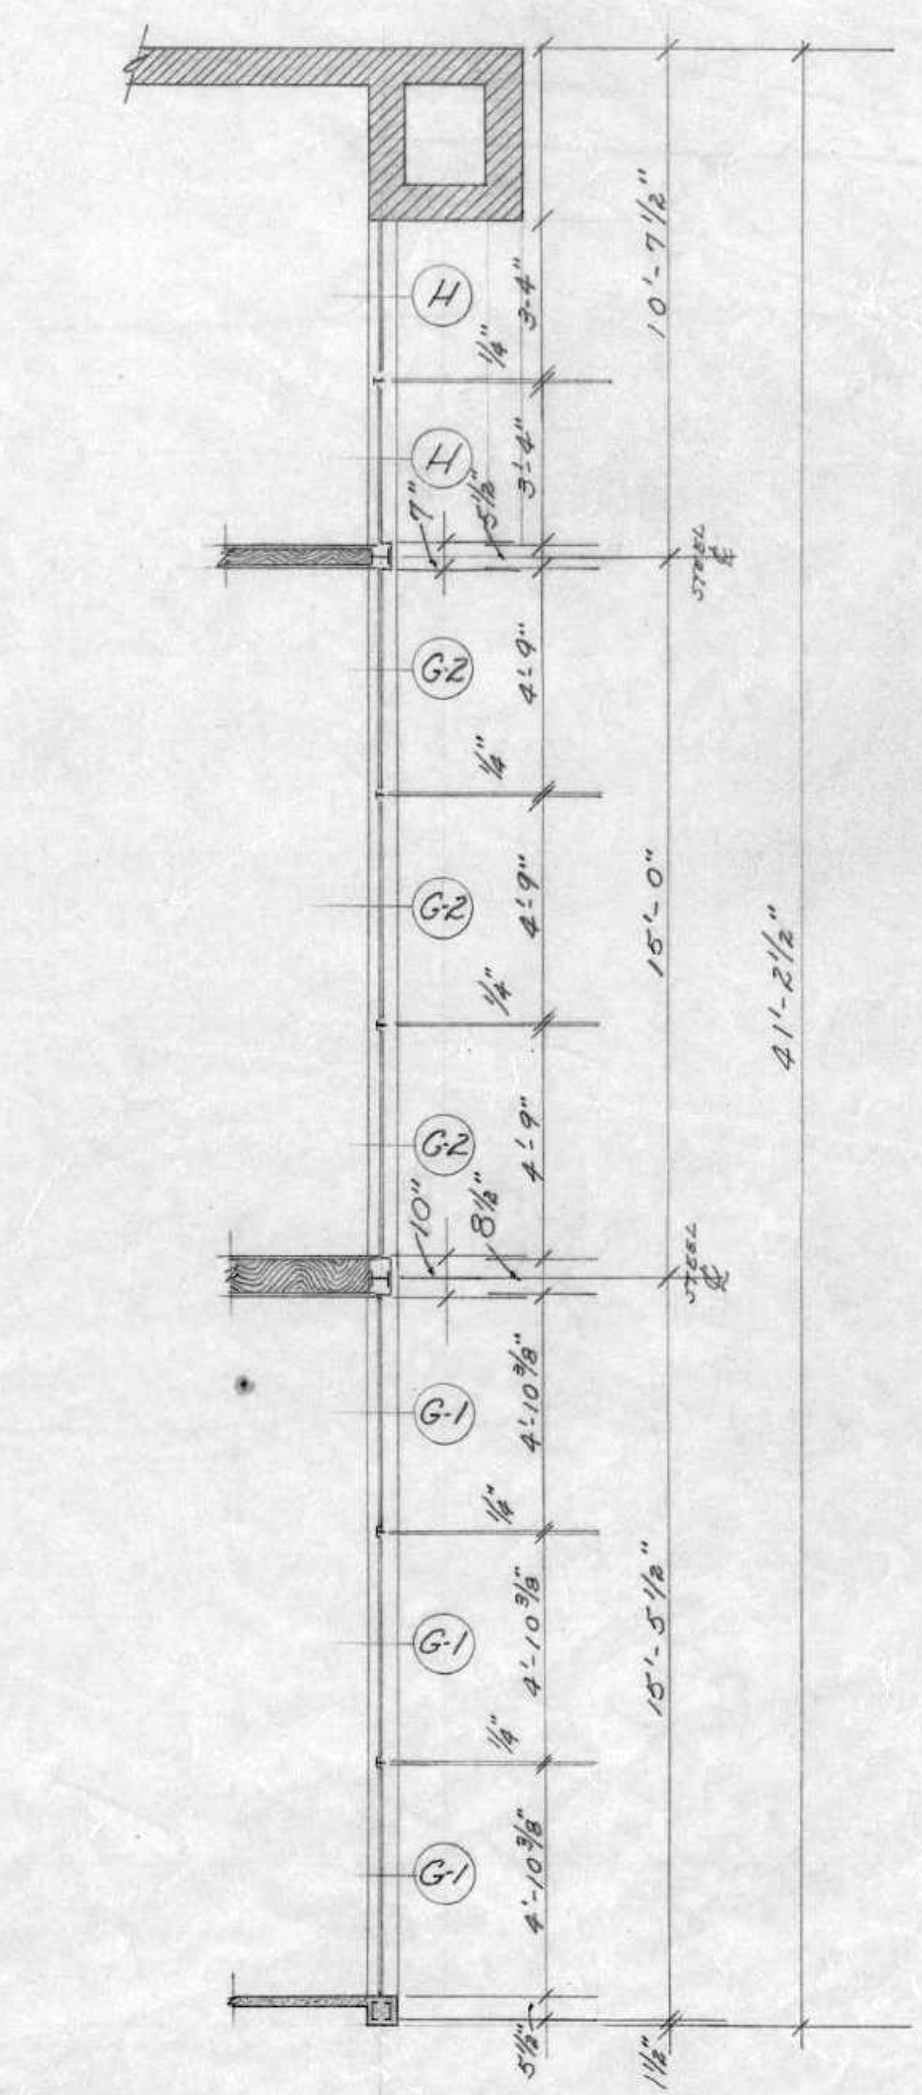 10'-7 1/2"
H
3-4"
1/4"
H
3'-4"
7"
5 1/2"
STEEL
℄
G-2
4'-9"
1/4"
15'-0"
G-2
4'-9"
41'-2 1/2"
1/4"
G-2
4'-9"
10"
8 1/2"
STEEL
℄
G-1
4'-10 3/8"
1/4"
G-1
4'-10 3/8"
15'-5 1/2"
1/4"
G-1
4'-10 3/8"
5 1/2"
1 1/2"